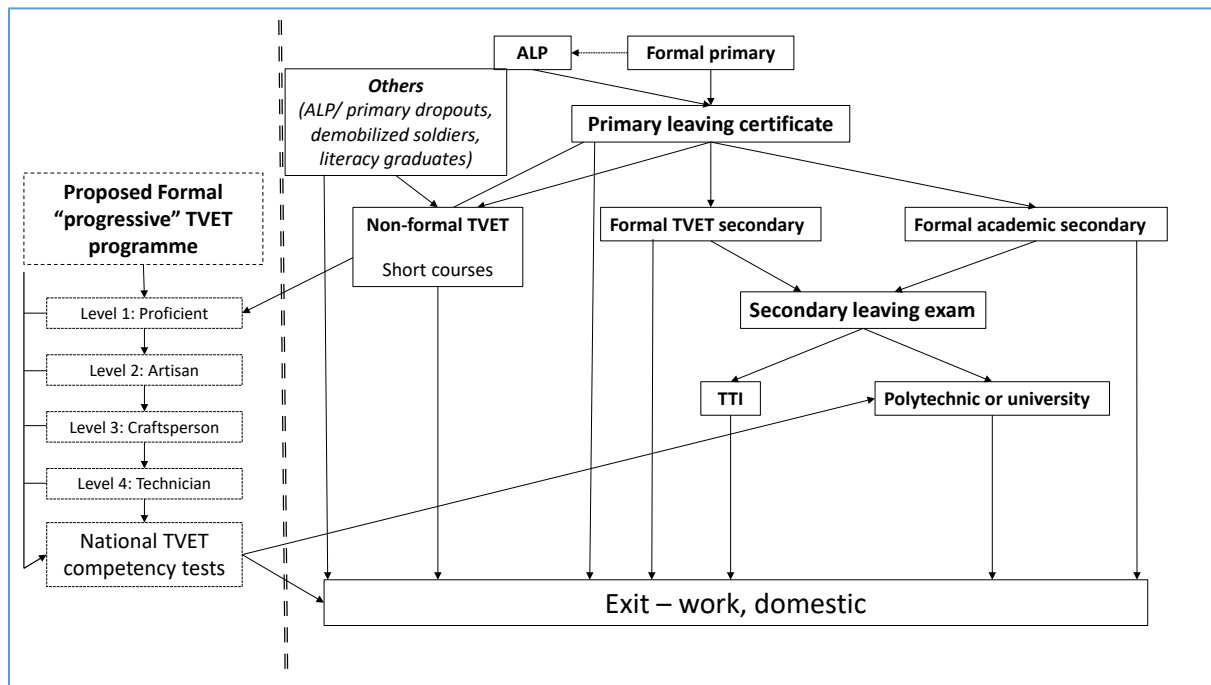 ALP
Formal primary
Others
(ALP/ primary dropouts,
demobilized soldiers,
literacy graduates)
Primary leaving certificate
Proposed Formal
“progressive” TVET
programme
Non-formal TVET
Short courses
Formal TVET secondary
Formal academic secondary
Level 1: Proficient
Secondary leaving exam
Level 2: Artisan
TTI
Polytechnic or university
Level 3: Craftsperson
Level 4: Technician
National TVET
competency tests
Exit – work, domestic